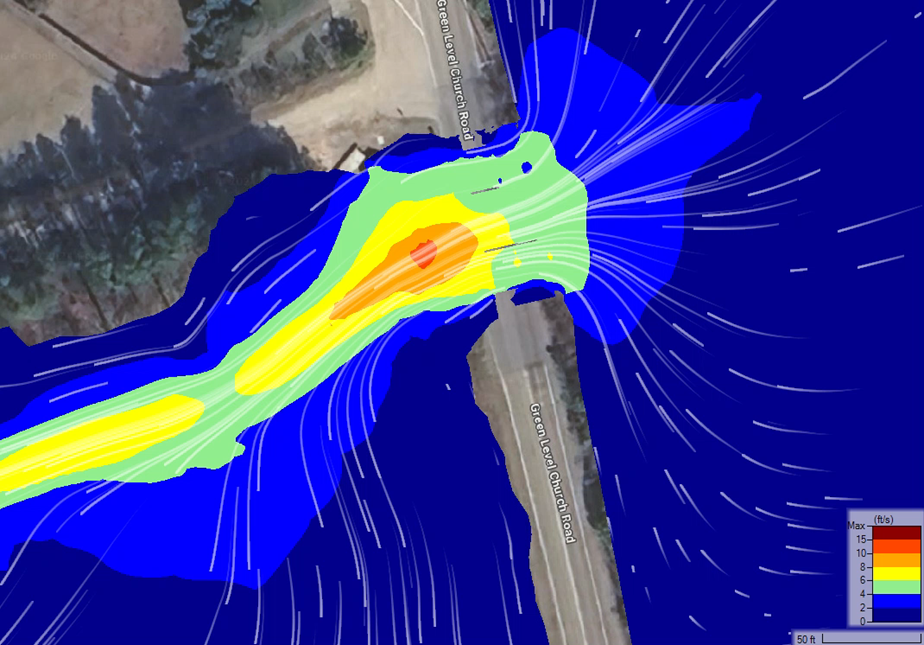 Green Level Church Road
Green Level Church Road
(ft/s)
Max
15
10
8
6
4
2
0
50 ft